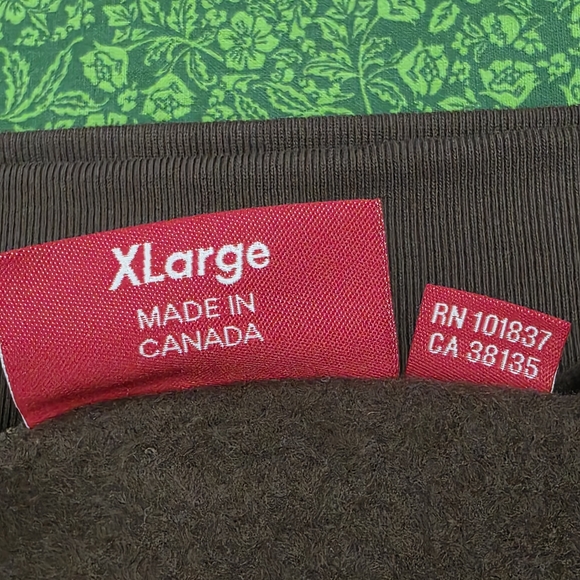 XLarge
MADE IN
CANADA
RN 101837
CA 38135